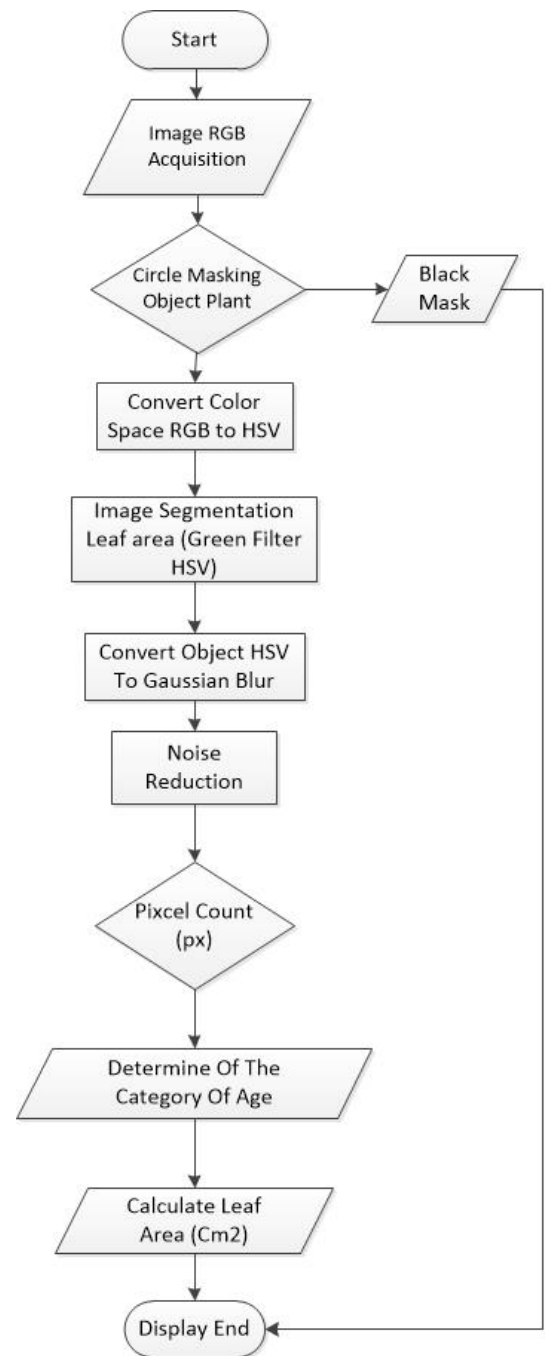 Start
Image RGB
Acquisition
Circle Masking
Object Plant
Black
Mask
Convert Color
Space RGB to HSV
Image Segmentation
Leaf area (Green Filter
HSV)
Convert Object HSV
To Gaussian Blur
Noise
Reduction
Pixcel Count
(px)
Determine Of The
Category Of Age
Calculate Leaf
Area (Cm2)
Display End